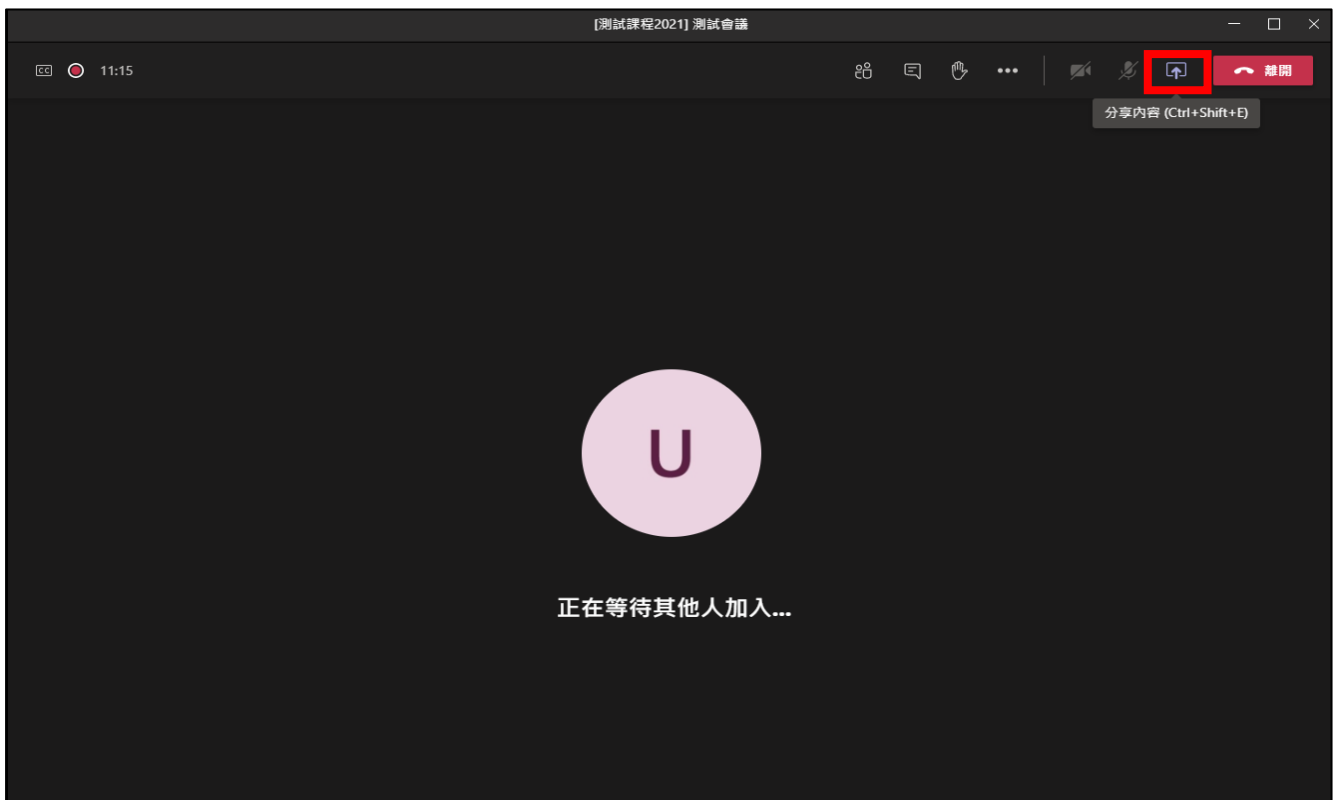 [測試課程2021] 測試會議
CC 11:15
離開
分享內容 (Ctrl+Shift+E)
U
正在等待其他人加入...